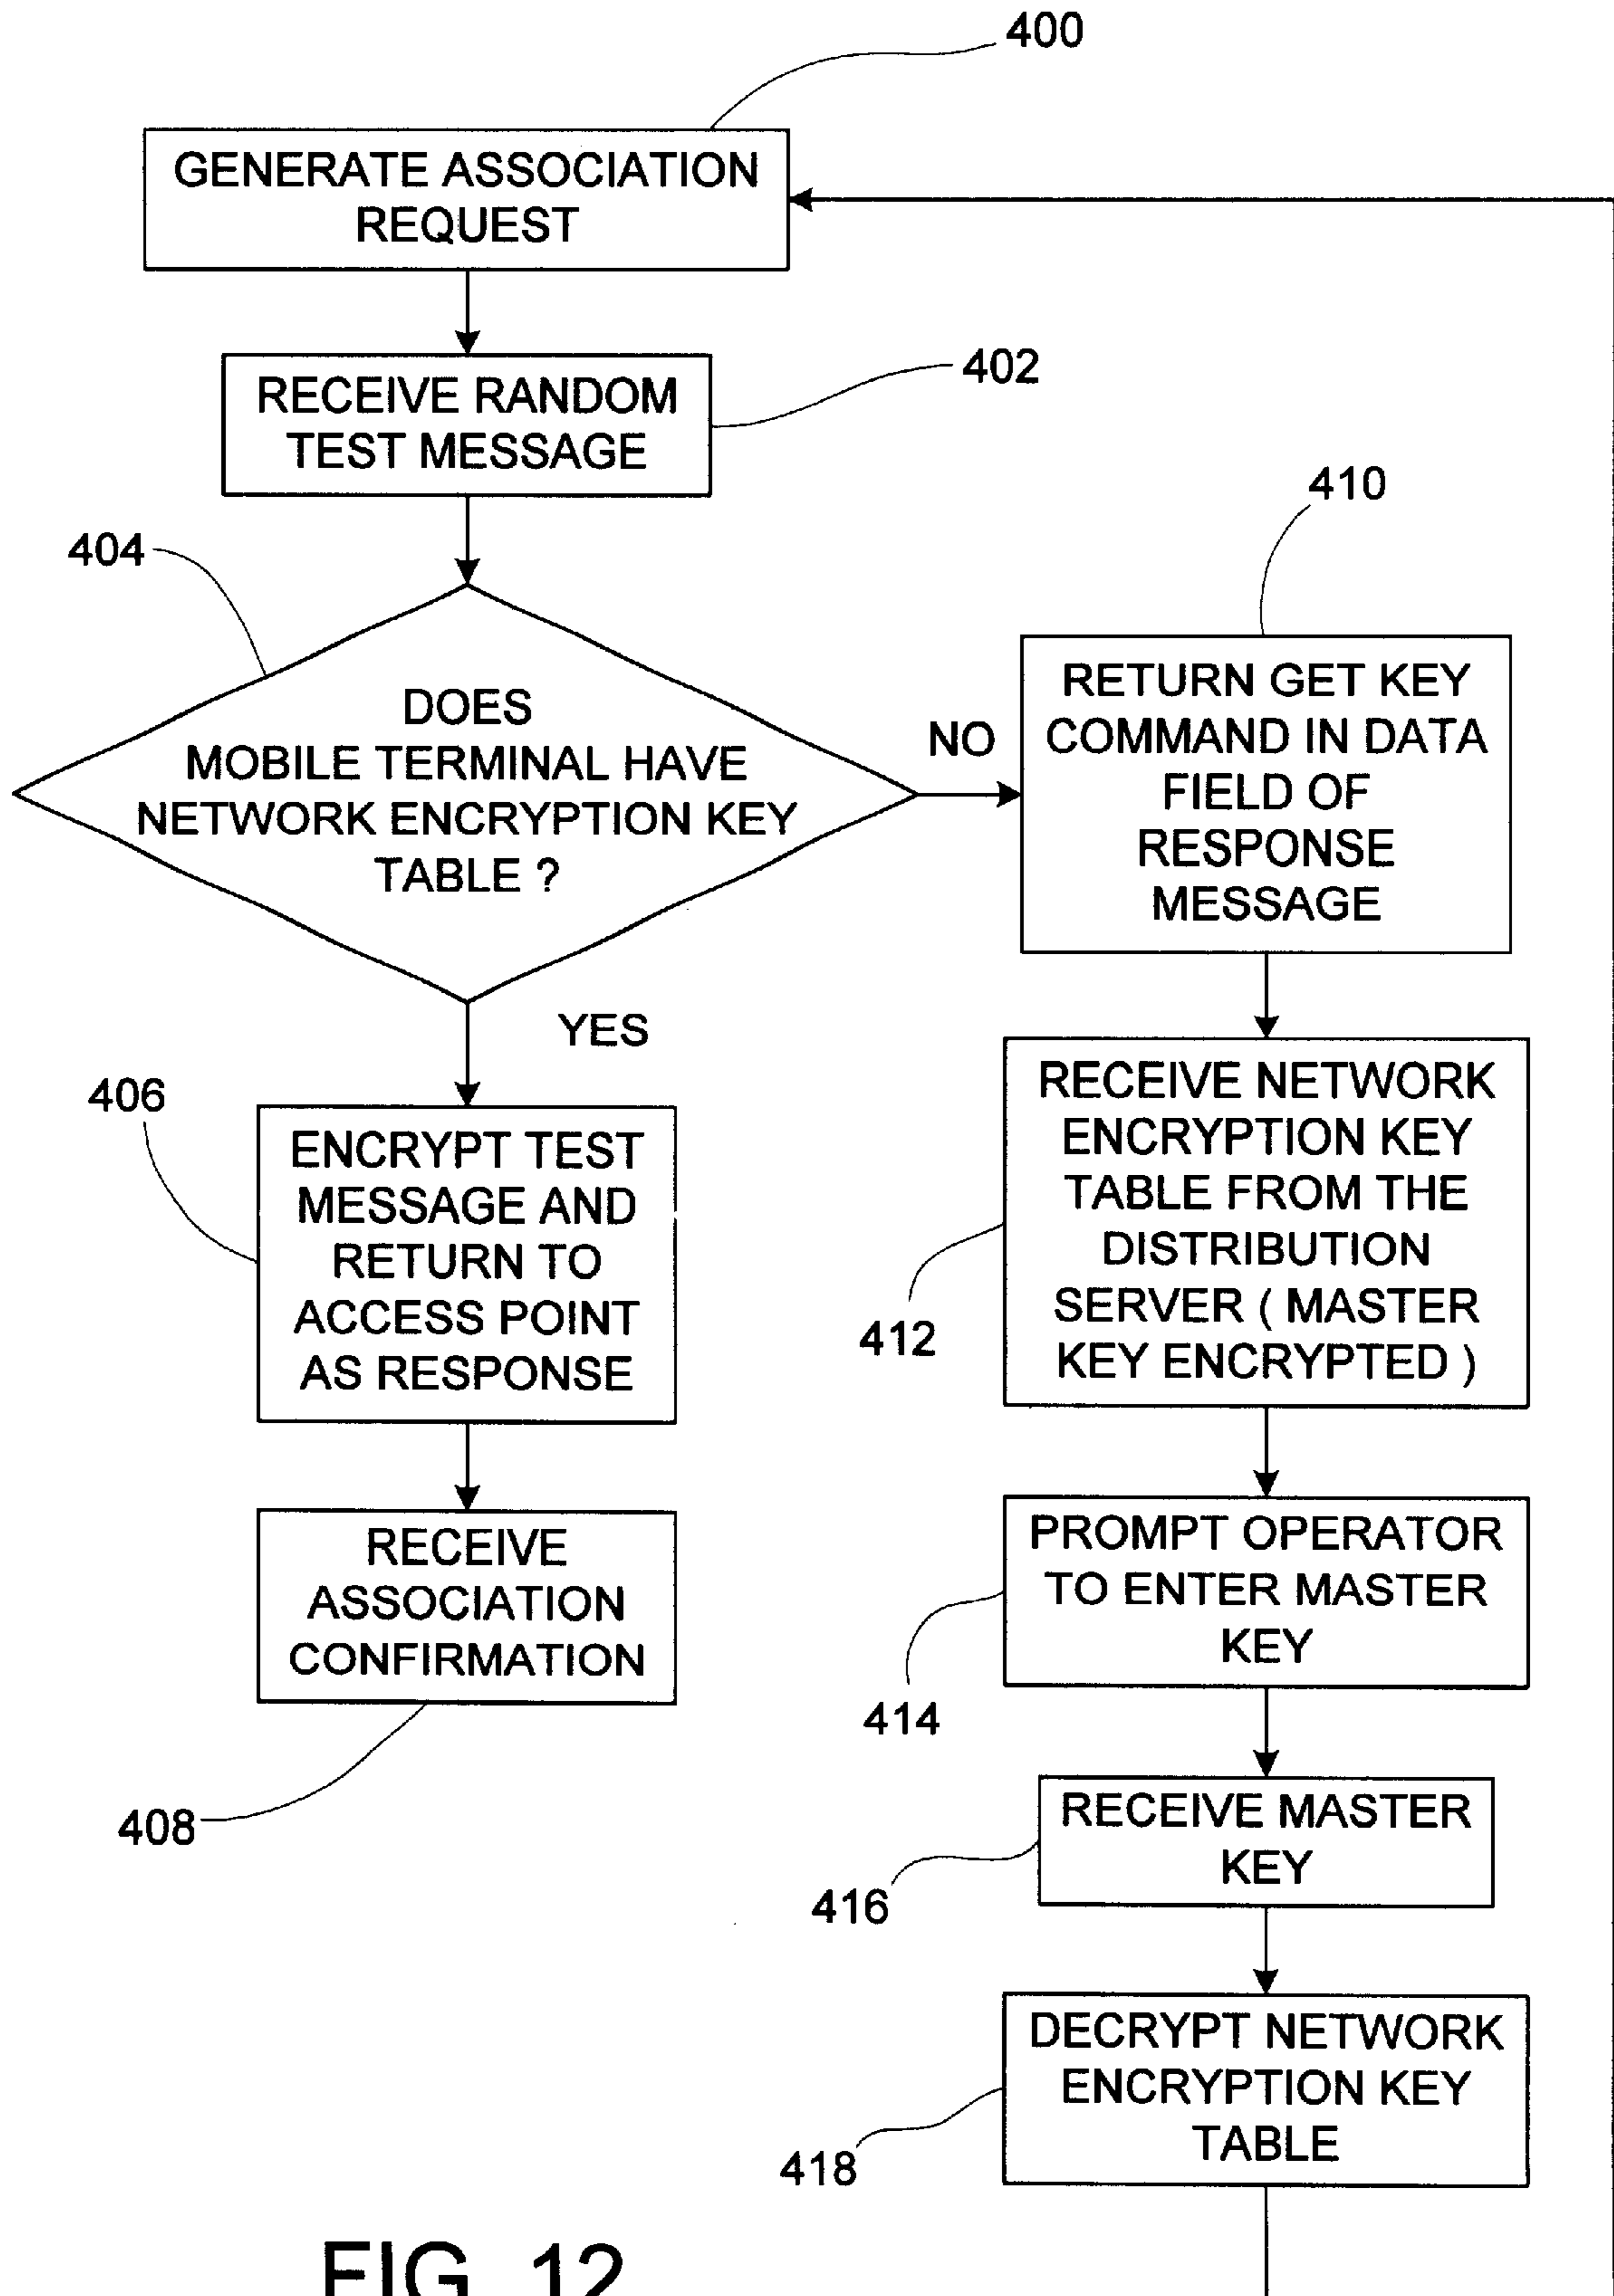 400
GENERATE ASSOCIATION
REQUEST
402
RECEIVE RANDOM
TEST MESSAGE
404
DOES
MOBILE TERMINAL HAVE
NETWORK ENCRYPTION KEY
TABLE ?
NO
YES
410
RETURN GET KEY
COMMAND IN DATA
FIELD OF
RESPONSE
MESSAGE
406
ENCRYPT TEST
MESSAGE AND
RETURN TO
ACCESS POINT
AS RESPONSE
RECEIVE
ASSOCIATION
CONFIRMATION
408
RECEIVE NETWORK
ENCRYPTION KEY
TABLE FROM THE
DISTRIBUTION
SERVER ( MASTER
KEY ENCRYPTED )
412
PROMPT OPERATOR
TO ENTER MASTER
KEY
414
RECEIVE MASTER
KEY
416
DECRYPT NETWORK
ENCRYPTION KEY
TABLE
418
FIG. 12